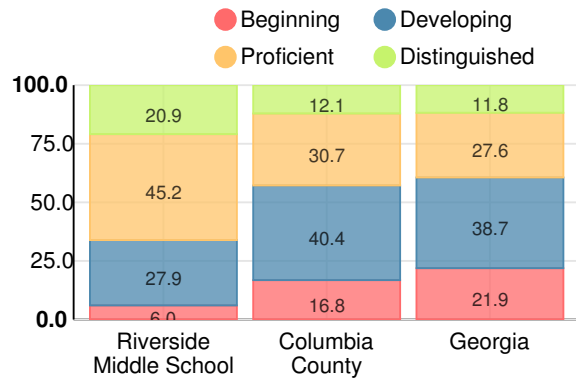 Beginning
Developing
Proficient
Distinguished
100.0
75.0
50.0
25.0
0.0
20.9
45.2
27.9
6.0
12.1
30.7
40.4
16.8
11.8
27.6
38.7
21.9
Riverside
Middle School
Columbia
County
Georgia